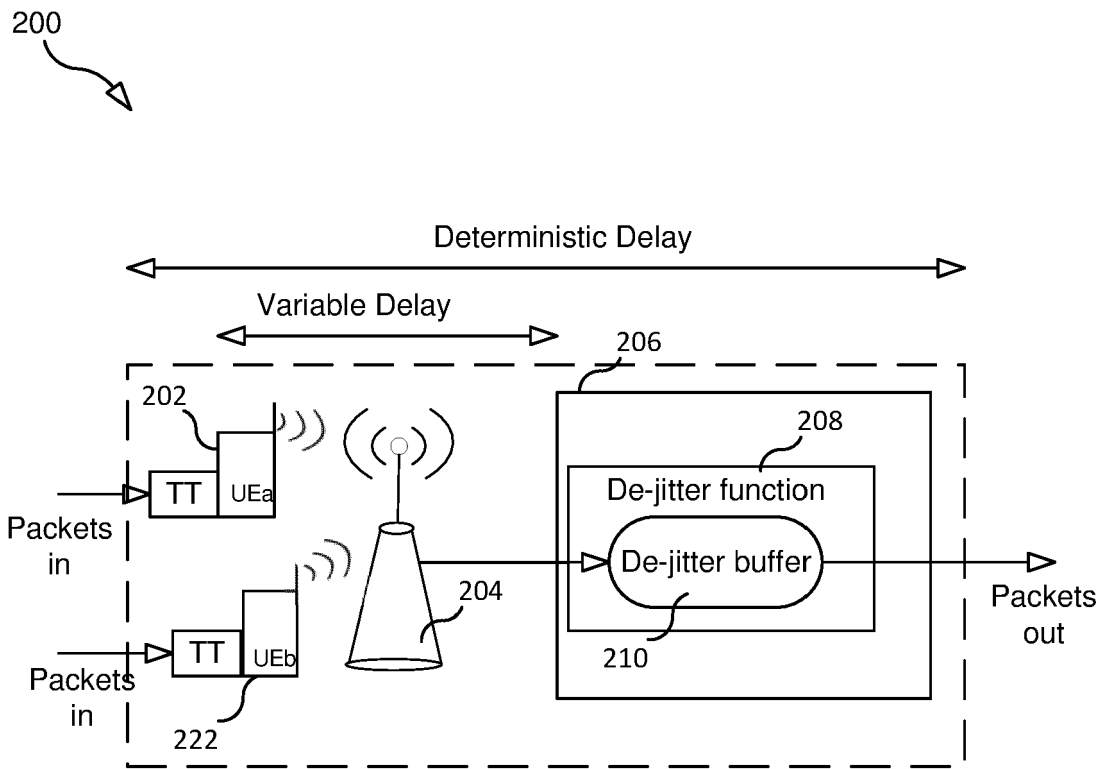 200
Deterministic Delay
Variable Delay
206
202
208
TT
UEa
De-jitter function
Packets
in
De-jitter buffer
204
Packets
out
TT
UEb
210
Packets
in
222